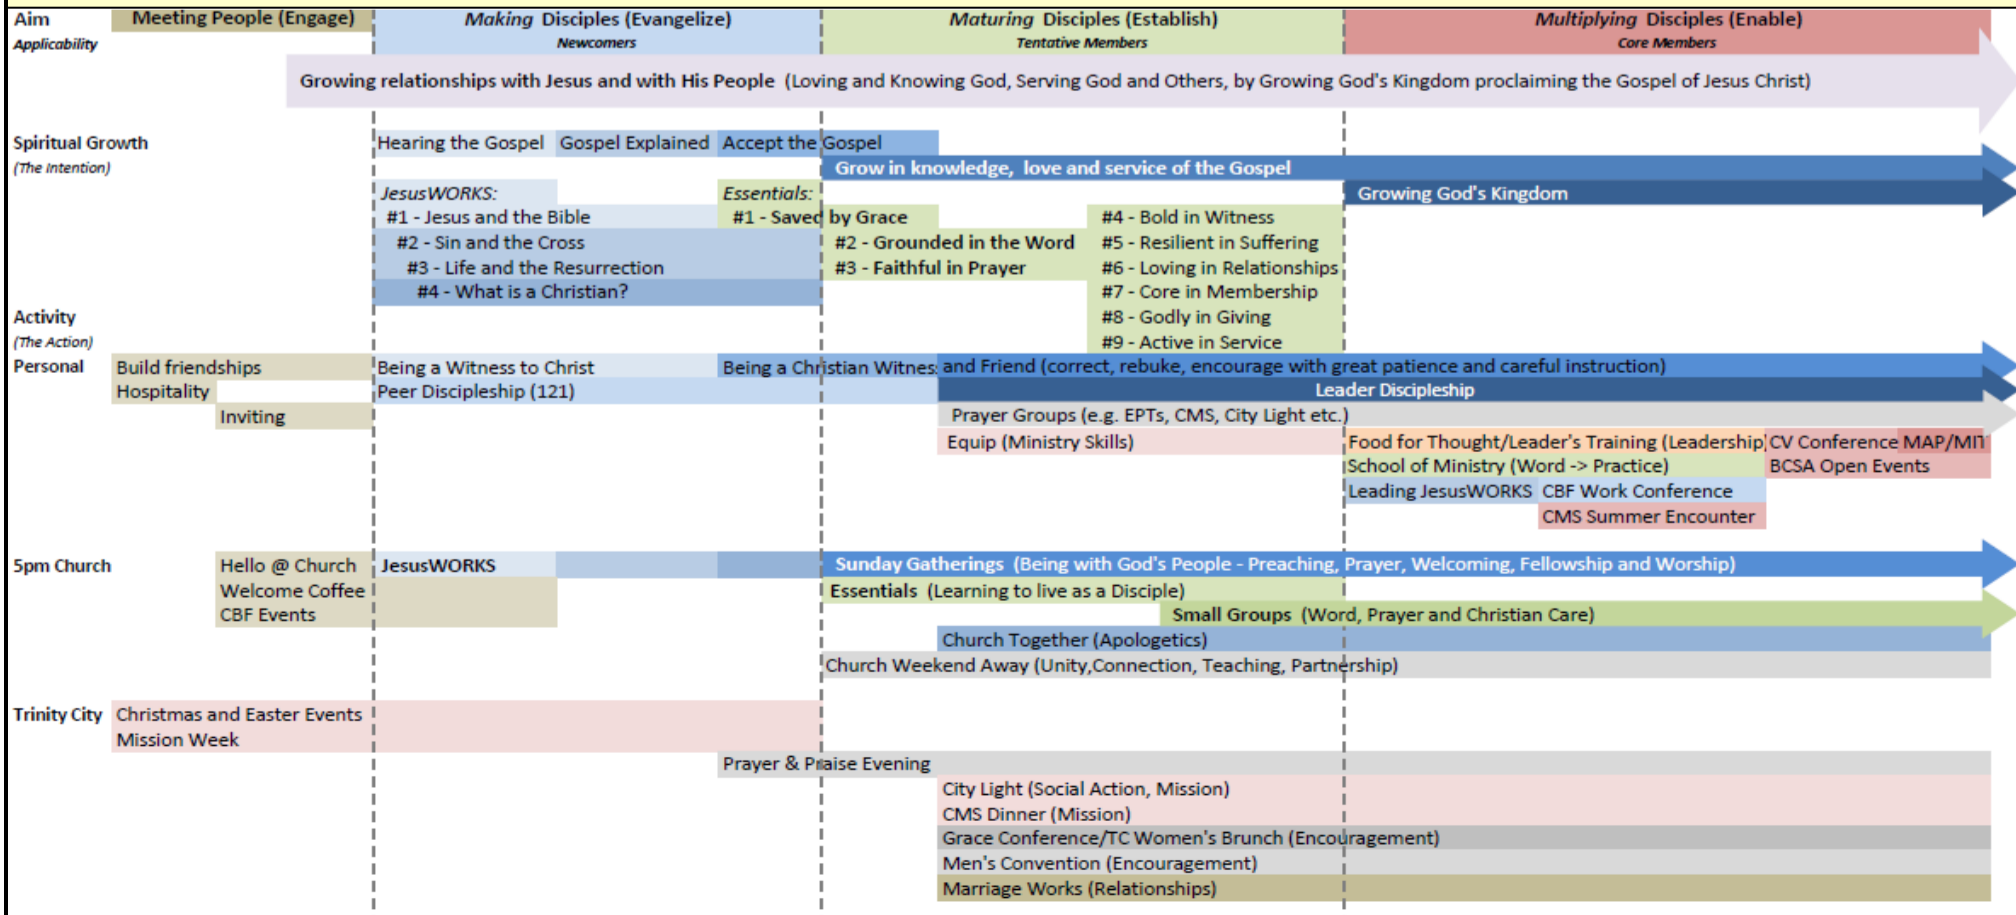 Aim Meeting People (Engage) Making Disciples (Evangelize) Maturing Disciples (Establish) Multiplying Disciples (Enable)
Applicability Newcomers Tentative Members Core Members
Growing relationships with Jesus and with His People (Loving and Knowing God, Serving God and Others, by Growing God's Kingdom proclaiming the Gospel of Jesus Christ)
Spiritual Growth Hearing the Gospel Gospel Explained Accept the Gospel
(The Intention) Grow in knowledge, love and service of the Gospel
JesusWORKS: Essentials: Growing God's Kingdom
#1 - Jesus and the Bible #1 - Saved by Grace #4 - Bold in Witness
#2 - Sin and the Cross #2 - Grounded in the Word #5 - Resilient in Suffering
#3 - Life and the Resurrection #3 - Faithful in Prayer #6 - Loving in Relationships
#4 - What is a Christian? #7 - Core in Membership
Activity #8 - Godly in Giving
(The Action) #9 - Active in Service
Personal Build friendships Being a Witness to Christ Being a Christian Witnes and Friend (correct, rebuke, encourage with great patience and careful instruction)
Hospitality Peer Discipleship (121) Leader Discipleship
Inviting Prayer Groups (e.g. EPTs, CMS, City Light etc.)
Equip (Ministry Skills) Food for Thought/Leader's Training (Leadership) CV Conference MAP/MIT
School of Ministry (Word -> Practice) BCSA Open Events
Leading JesusWORKS CBF Work Conference
CMS Summer Encounter
5pm Church Hello @ Church JesusWORKS Sunday Gatherings (Being with God's People - Preaching, Prayer, Welcoming, Fellowship and Worship)
Welcome Coffee Essentials (Learning to live as a Disciple)
CBF Events Small Groups (Word, Prayer and Christian Care)
Church Together (Apologetics)
Church Weekend Away (Unity,Connection, Teaching, Partnership)
Trinity City Christmas and Easter Events
Mission Week
Prayer & Praise Evening
City Light (Social Action, Mission)
CMS Dinner (Mission)
Grace Conference/TC Women's Brunch (Encouragement)
Men's Convention (Encouragement)
Marriage Works (Relationships)